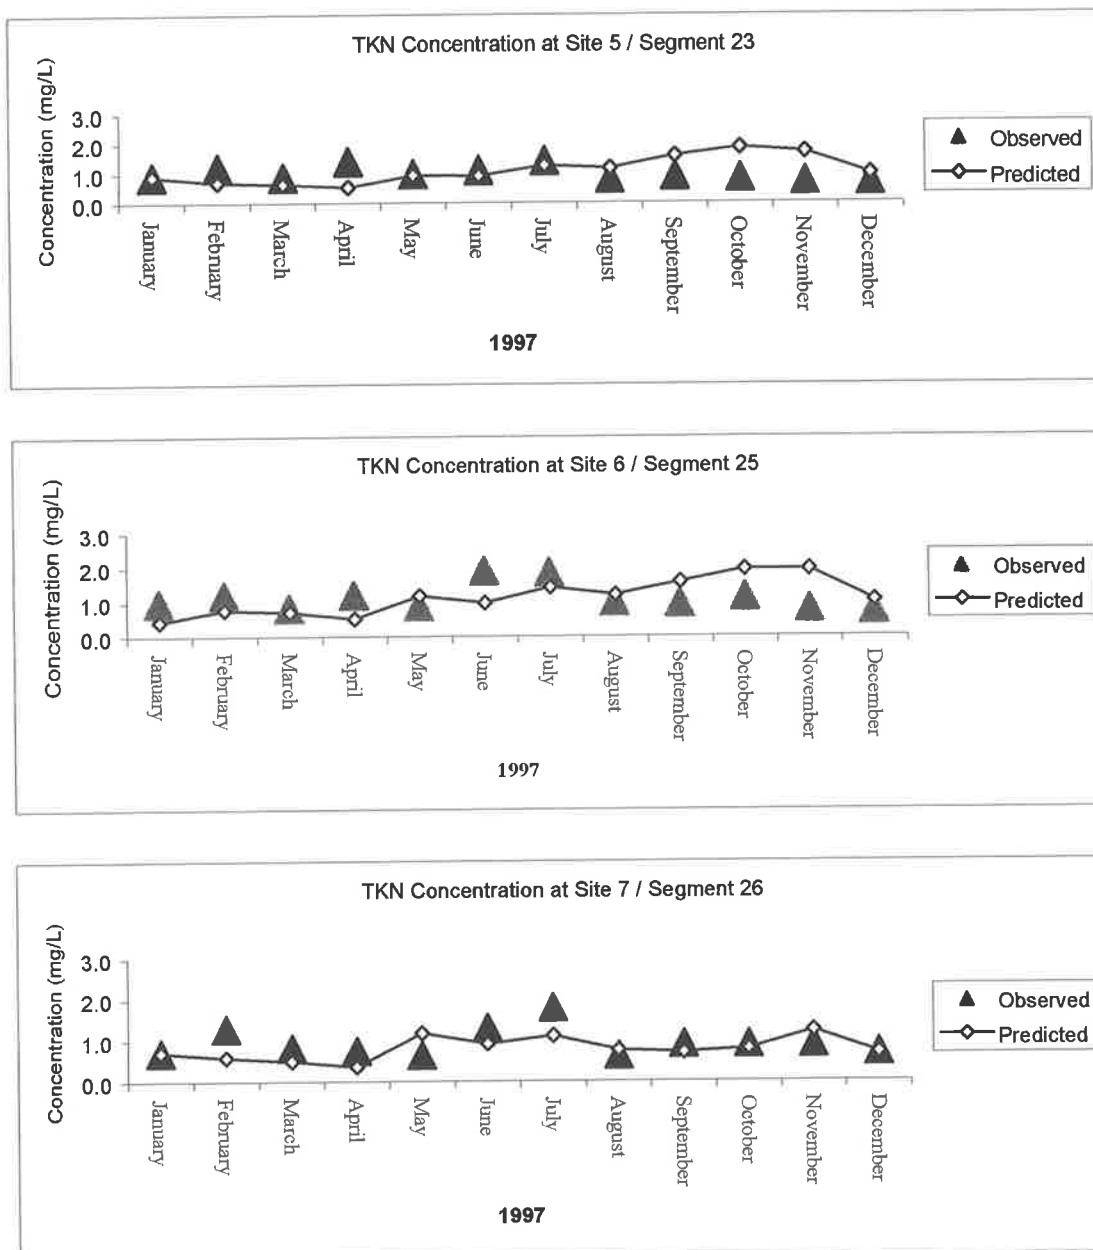 TKN Concentration at Site 5 / Segment 23
Concentration (mg/L)
3.0
2.0
1.0
0.0
January
February
March
April
May
June
July
August
September
October
November
December
1997
Observed
Predicted
TKN Concentration at Site 6 / Segment 25
Concentration (mg/L)
3.0
2.0
1.0
0.0
January
February
March
April
May
June
July
August
September
October
November
December
1997
Observed
Predicted
TKN Concentration at Site 7 / Segment 26
Concentration (mg/L)
3.0
2.0
1.0
0.0
January
February
March
April
May
June
July
August
September
October
November
December
1997
Observed
Predicted